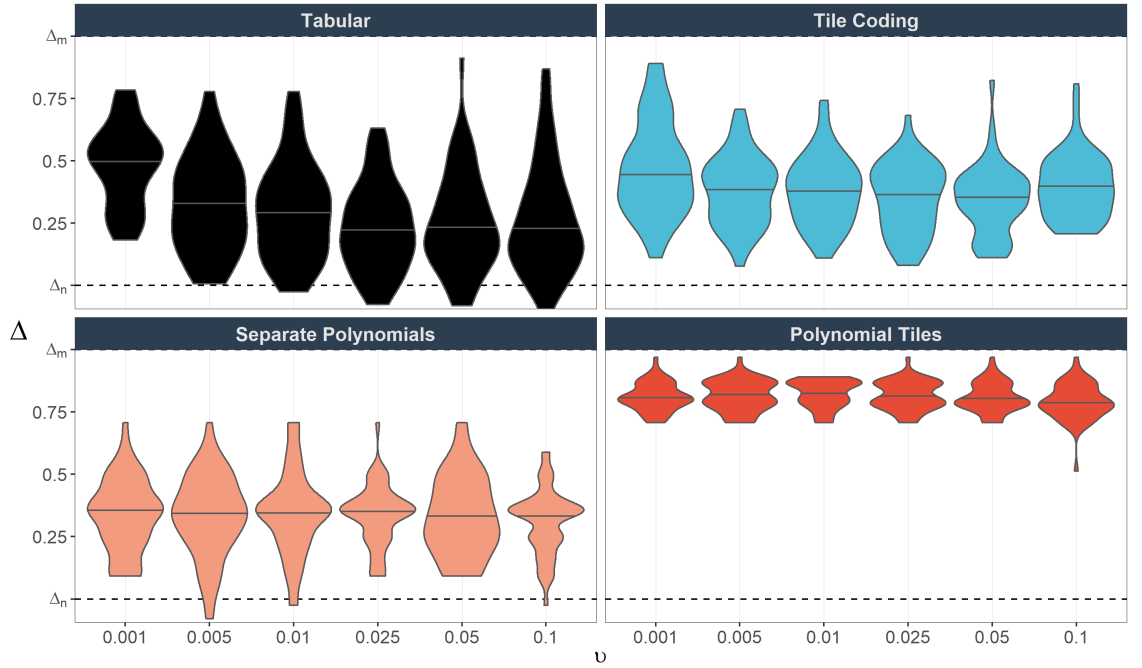 Tabular Tile Coding
Δm
0.75
0.5
0.25
Δn
Δ
Separate Polynomials Polynomial Tiles
Δm
0.75
0.5
0.25
Δn
0.001 0.005 0.01 0.025 0.05 0.1 0.001 0.005 0.01 0.025 0.05 0.1
υ